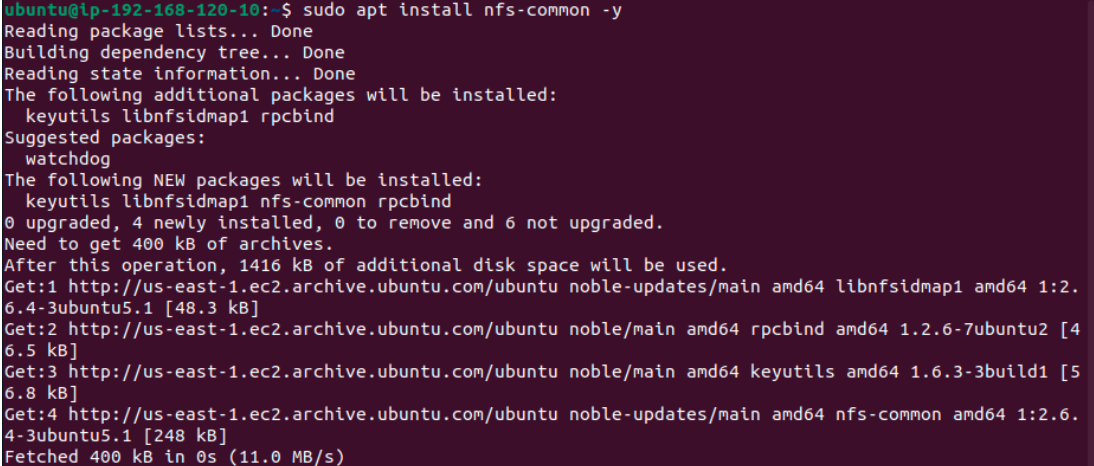 ubuntu@ip-192-168-120-10:~$ sudo apt install nfs-common -y
Reading package lists... Done
Building dependency tree... Done
Reading state information... Done
The following additional packages will be installed:
  keyutils libnfsidmap1 rpcbind
Suggested packages:
  watchdog
The following NEW packages will be installed:
  keyutils libnfsidmap1 nfs-common rpcbind
0 upgraded, 4 newly installed, 0 to remove and 6 not upgraded.
Need to get 400 kB of archives.
After this operation, 1416 kB of additional disk space will be used.
Get:1 http://us-east-1.ec2.archive.ubuntu.com/ubuntu noble-updates/main amd64 libnfsidmap1 amd64 1:2.
6.4-3ubuntu5.1 [48.3 kB]
Get:2 http://us-east-1.ec2.archive.ubuntu.com/ubuntu noble/main amd64 rpcbind amd64 1.2.6-7ubuntu2 [4
6.5 kB]
Get:3 http://us-east-1.ec2.archive.ubuntu.com/ubuntu noble/main amd64 keyutils amd64 1.6.3-3build1 [5
6.8 kB]
Get:4 http://us-east-1.ec2.archive.ubuntu.com/ubuntu noble-updates/main amd64 nfs-common amd64 1:2.6.
4-3ubuntu5.1 [248 kB]
Fetched 400 kB in 0s (11.0 MB/s)